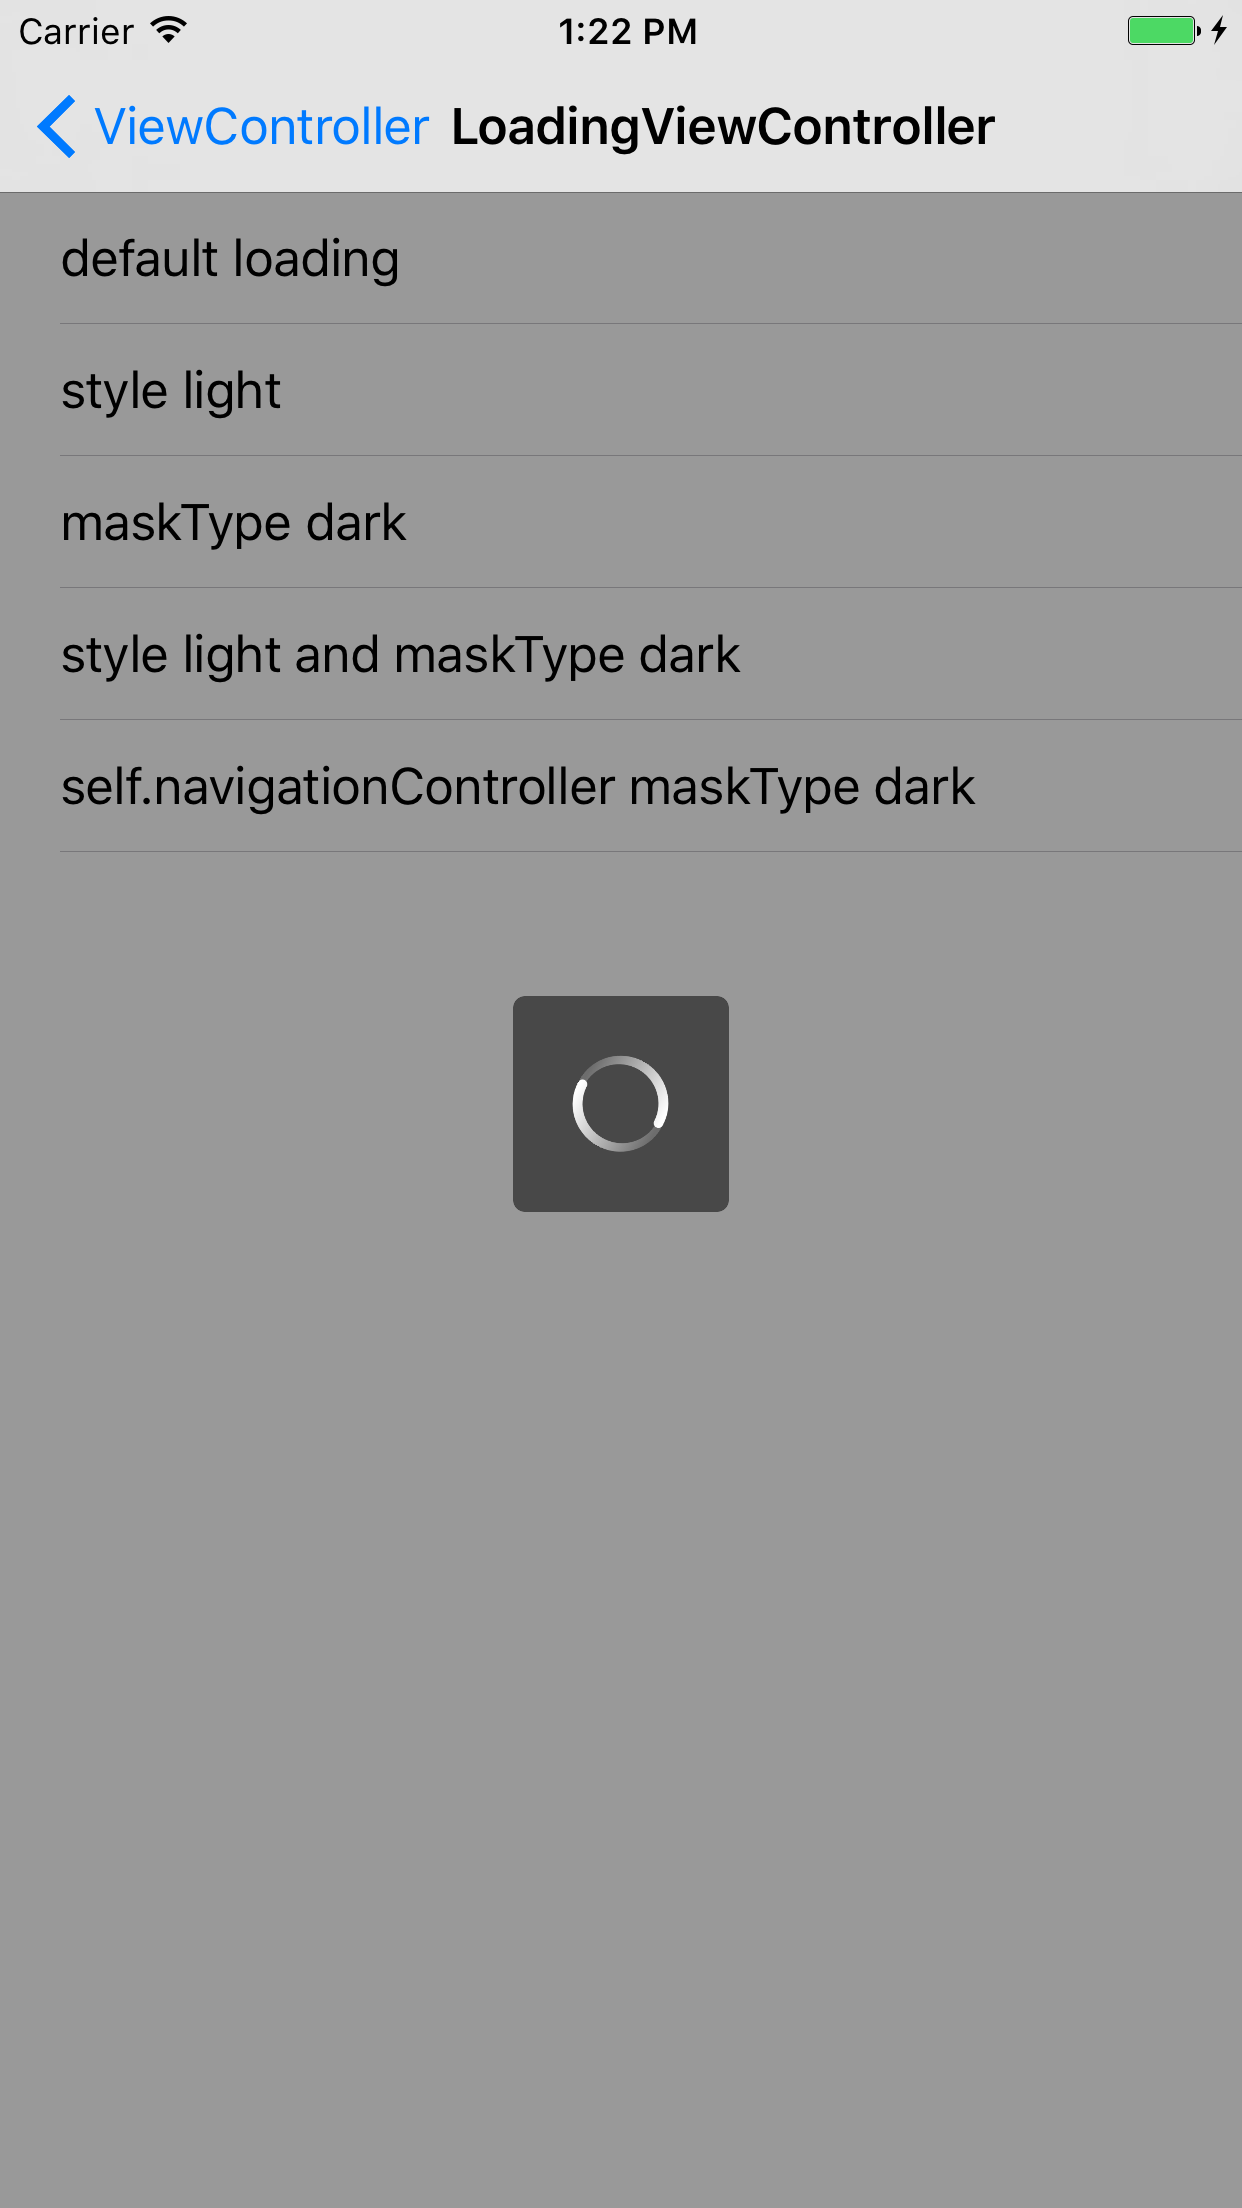 Carrier 1:22 PM
ViewController LoadingViewController
default loading
style light
maskType dark
style light and maskType dark
self.navigationController maskType dark